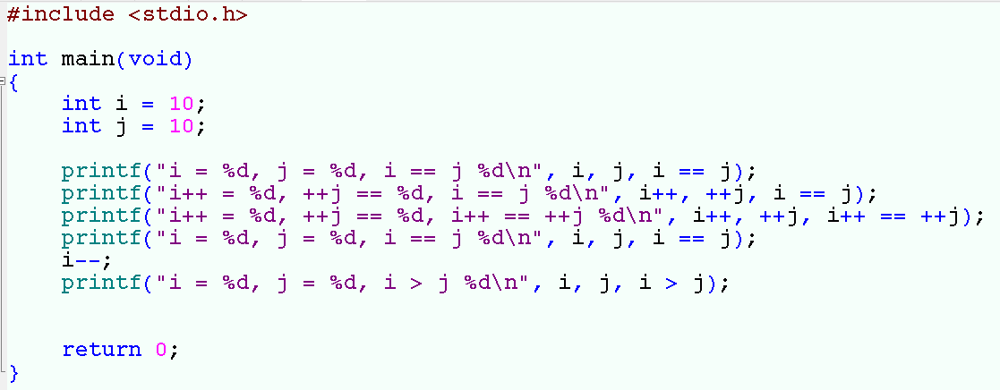 #include <stdio.h>
int main(void)
{
int i = 10;
int j = 10;
printf("i = %d, j = %d, i == j %d\n", i, j, i == j);
printf("i++ = %d, ++j == %d, i == j %d\n", i++, ++j, i == j);
printf("i++ = %d, ++j == %d, i++ == ++j %d\n", i++, ++j, i++ == ++j);
printf("i = %d, j = %d, i == j %d\n", i, j, i == j);
i--;
printf("i = %d, j = %d, i > j %d\n", i, j, i > j);
return 0;
}